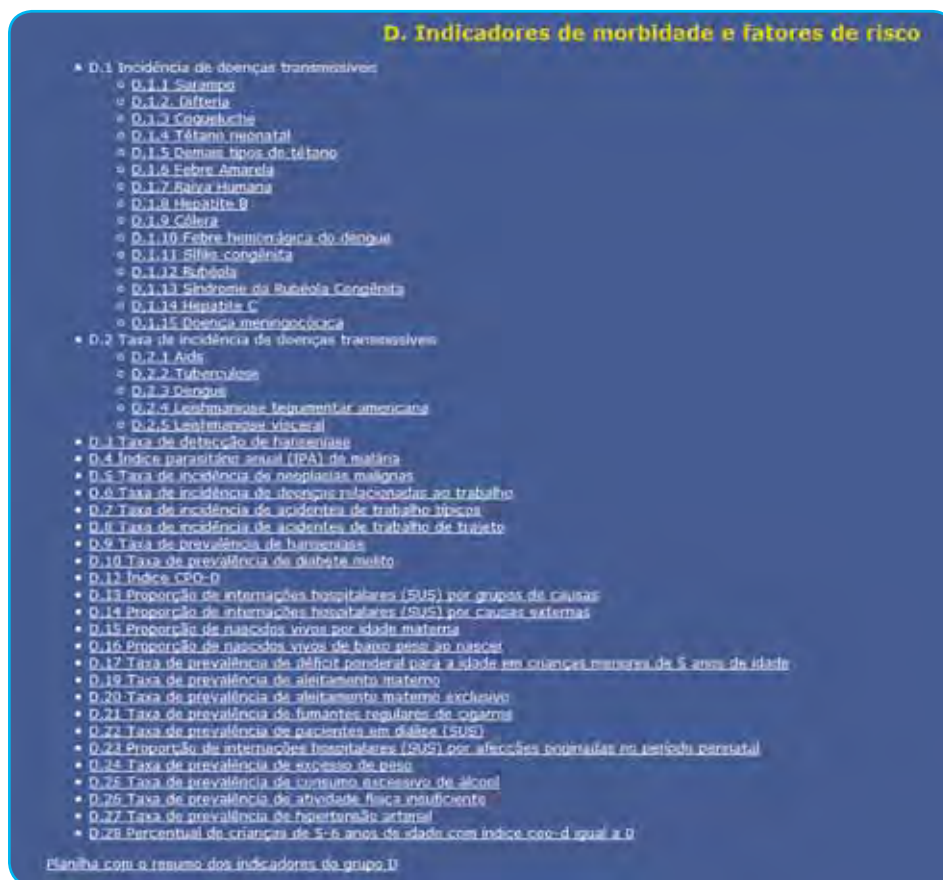 D. Indicadores de morbidade e fatores de risco
D.1 Incidência de doenças transmissíveis
D.1.1 Sarampo
D.1.2. Difteria
D.1.3 Coqueluche
D.1.4 Tétano neonatal
D.1.5 Demais tipos de tétano
D.1.6 Febre Amarela
D.1.7 Raiva Humana
D.1.8 Hepatite B
D.1.9 Cólera
D.1.10 Febre hemorrágica do dengue
D.1.11 Sífilis congênita
D.1.12 Rubéola
D.1.13 Síndrome da Rubéola Congênita
D.1.14 Hepatite C
D.1.15 Doença meningocócica
D.2 Taxa de incidência de doenças transmissíveis
D.2.1 Aids
D.2.2 Tuberculose
D.2.3 Dengue
D.2.4 Leishmaniose tegumentar americana
D.2.5 Leishmaniose visceral
D.3 Taxa de detecção de hanseníase
D.4 Índice parasitário anual (IPA) de malária
D.5 Taxa de incidência de neoplasias malignas
D.6 Taxa de incidência de doenças relacionadas ao trabalho
D.7 Taxa de incidência de acidentes de trabalho típicos
D.8 Taxa de incidência de acidentes de trabalho de trajeto
D.9 Taxa de prevalência de hanseníase
D.10 Taxa de prevalência de diabete melito
D.12 Índice CPO-D
D.13 Proporção de internações hospitalares (SUS) por grupos de causas
D.14 Proporção de internações hospitalares (SUS) por causas externas
D.15 Proporção de nascidos vivos por idade materna
D.16 Proporção de nascidos vivos de baixo peso ao nascer
D.17 Taxa de prevalência de déficit ponderal para a idade em crianças menores de 5 anos de idade
D.19 Taxa de prevalência de aleitamento materno
D.20 Taxa de prevalência de aleitamento materno exclusivo
D.21 Taxa de prevalência de fumantes regulares de cigarros
D.22 Taxa de prevalência de pacientes em diálise (SUS)
D.23 Proporção de internações hospitalares (SUS) por afecções originadas no período perinatal
D.24 Taxa de prevalência de excesso de peso
D.25 Taxa de prevalência de consumo excessivo de álcool
D.26 Taxa de prevalência de atividade física insuficiente
D.27 Taxa de prevalência de hipertensão arterial
D.28 Percentual de crianças de 5-6 anos de idade com índice ceo-d igual a 0
Planilha com o resumo dos indicadores do grupo D